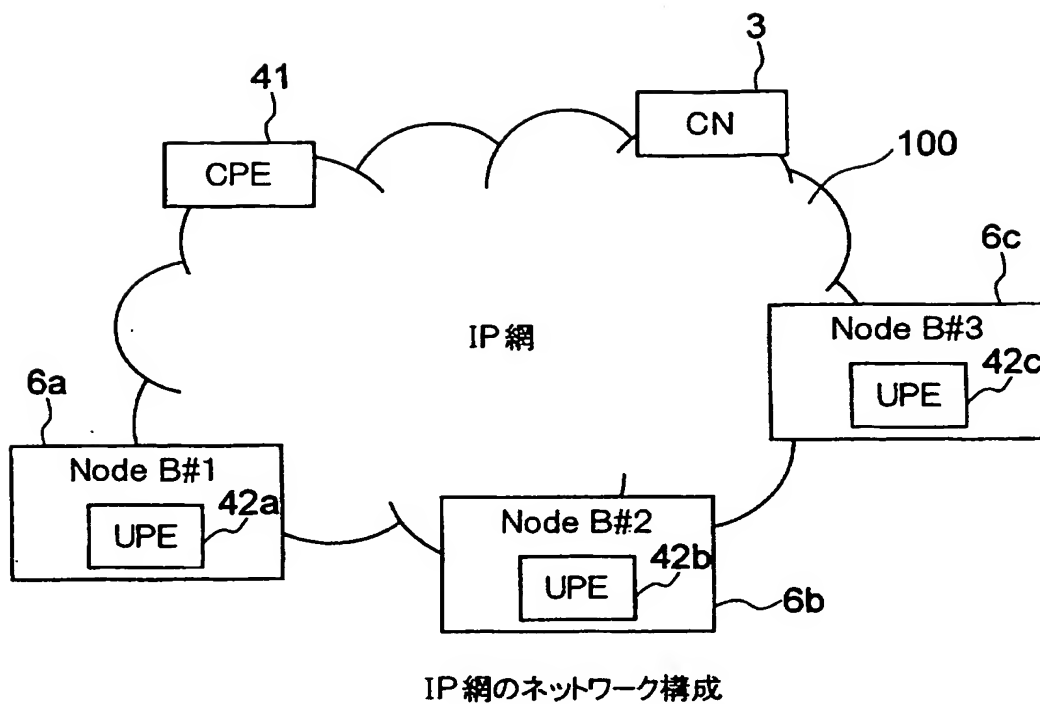 3
41
CN
CPE
100
6c
Node B#3
IP網
42c
UPE
6a
Node B#1
42a
UPE
Node B#2
42b
UPE
6b
IP網のネットワーク構成